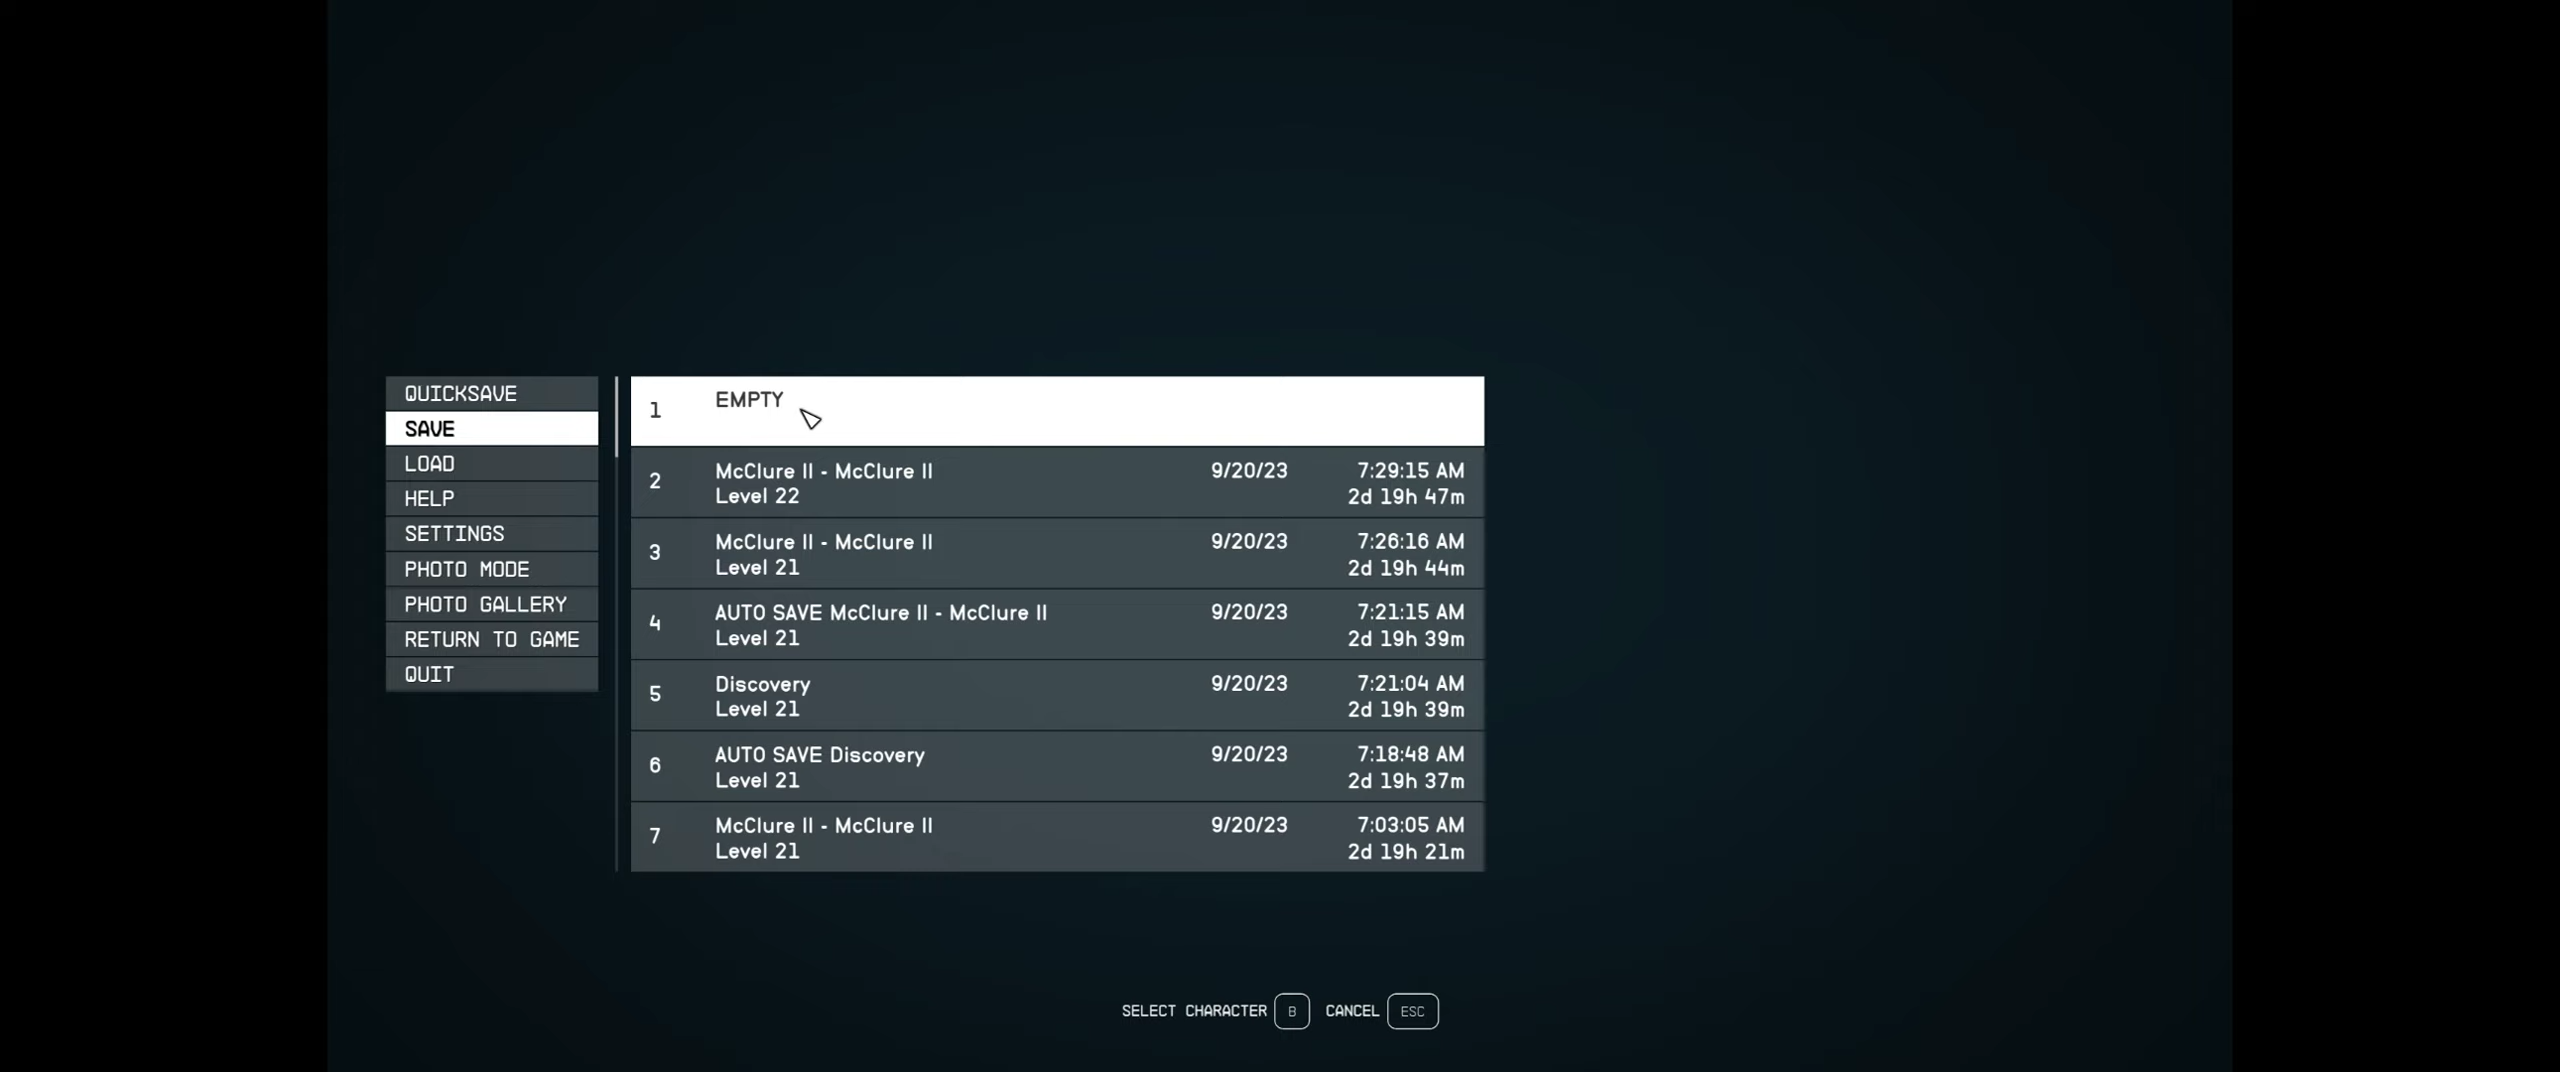 QUICKSAVE
SAVE
LOAD
HELP
SETTINGS
PHOTO MODE
PHOTO GALLERY
RETURN TO GAME
QUIT
1 EMPTY
2 McClure II - McClure II 9/20/23 7:29:15 AM
Level 22 2d 19h 47m
3 McClure II - McClure II 9/20/23 7:26:16 AM
Level 21 2d 19h 44m
4 AUTO SAVE McClure II - McClure II 9/20/23 7:21:15 AM
Level 21 2d 19h 39m
5 Discovery 9/20/23 7:21:04 AM
Level 21 2d 19h 39m
6 AUTO SAVE Discovery 9/20/23 7:18:48 AM
Level 21 2d 19h 37m
7 McClure II - McClure II 9/20/23 7:03:05 AM
Level 21 2d 19h 21m
SELECT CHARACTER B CANCEL ESC